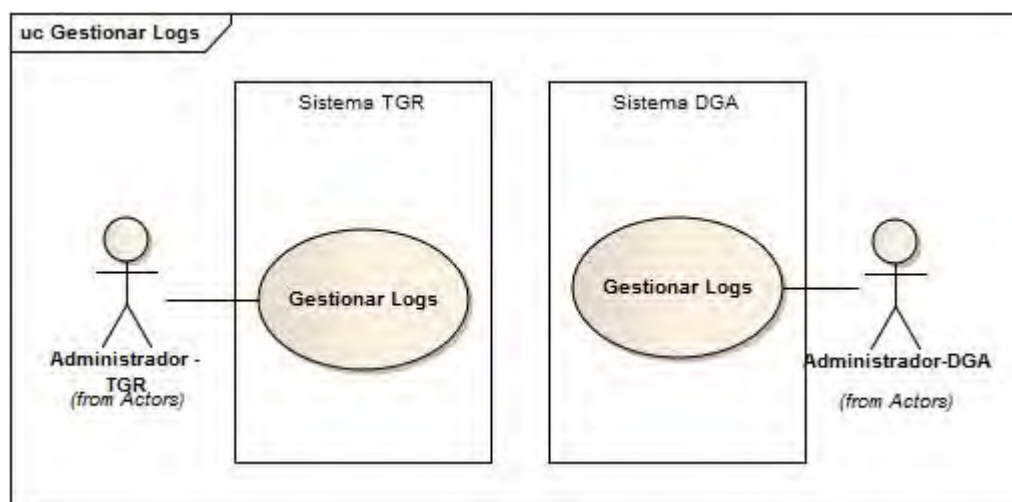 uc Gestionar Logs
Sistema TGR
Sistema DGA
Gestionar Logs
Gestionar Logs
Administrador -
TGR
(from Actors)
Administrador-DGA
(from Actors)